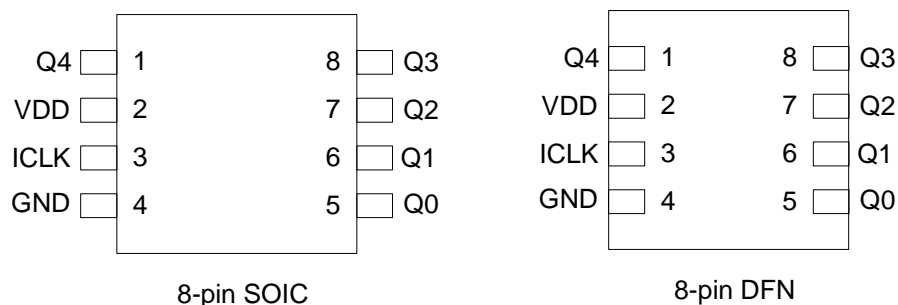 Q4 1 8 Q3
VDD 2 7 Q2
ICLK 3 6 Q1
GND 4 5 Q0
8-pin SOIC
Q4 1 8 Q3
VDD 2 7 Q2
ICLK 3 6 Q1
GND 4 5 Q0
8-pin DFN